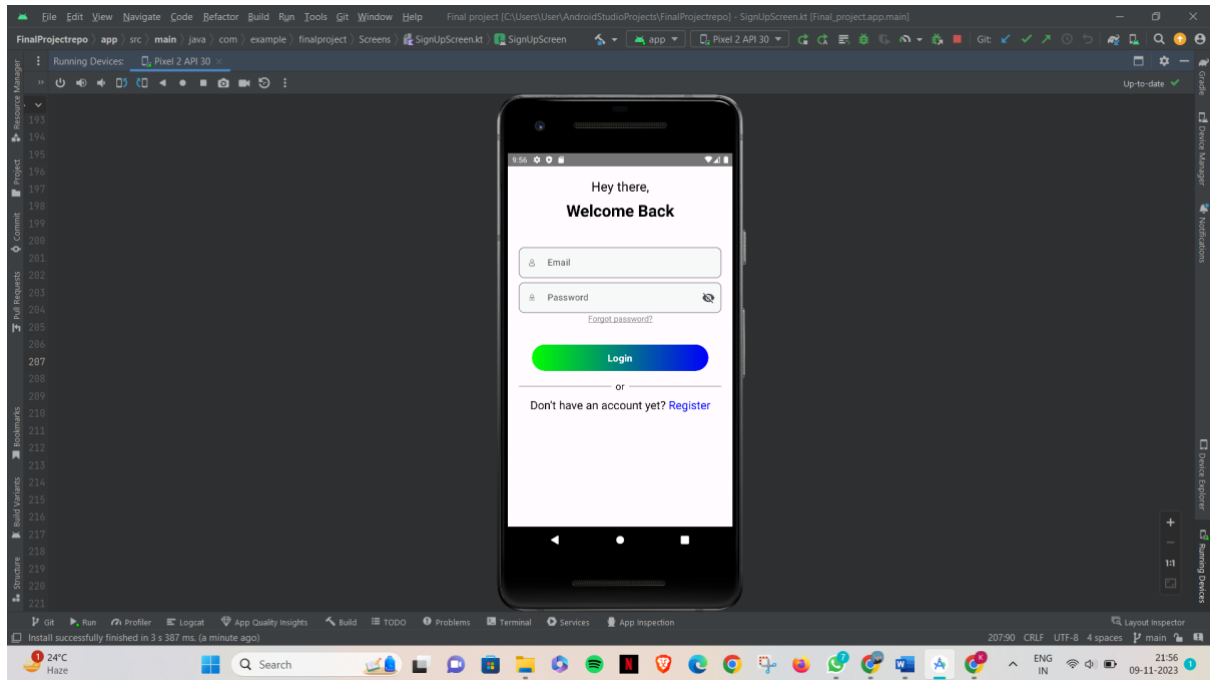 File Edit View Navigate Code Refactor Build Run Tools Git Window Help Final project [C:\Users\User\AndroidStudioProjects\FinalProjectrepo] - SignUpScreen.kt [Final_project.app.main]
FinalProjectrepo app src main java com example finalproject Screens SignUpScreen.kt SignUpScreen app Pixel 2 API 30 Git:
Running Devices: Pixel 2 API 30
Up-to-date
Resource Manager
Project
Commit
Pull Requests
Bookmarks
Build Variants
Structure
193
194
195
196
197
198
199
200
201
202
203
204
205
206
207
208
209
210
211
212
213
214
215
216
217
218
219
220
221
9:56
Hey there,
Welcome Back
Email
Password
Forgot password?
Login
or
Don't have an account yet? Register
Gradle
Device Manager
Notifications
Device Explorer
Running Devices
1:1
Git Run Profiler Logcat App Quality Insights Build TODO Problems Terminal Services App Inspection Layout Inspector
Install successfully finished in 3 s 387 ms. (a minute ago) 207:90 CRLF UTF-8 4 spaces main
24°C
Haze
Search
ENG
IN
21:56
09-11-2023